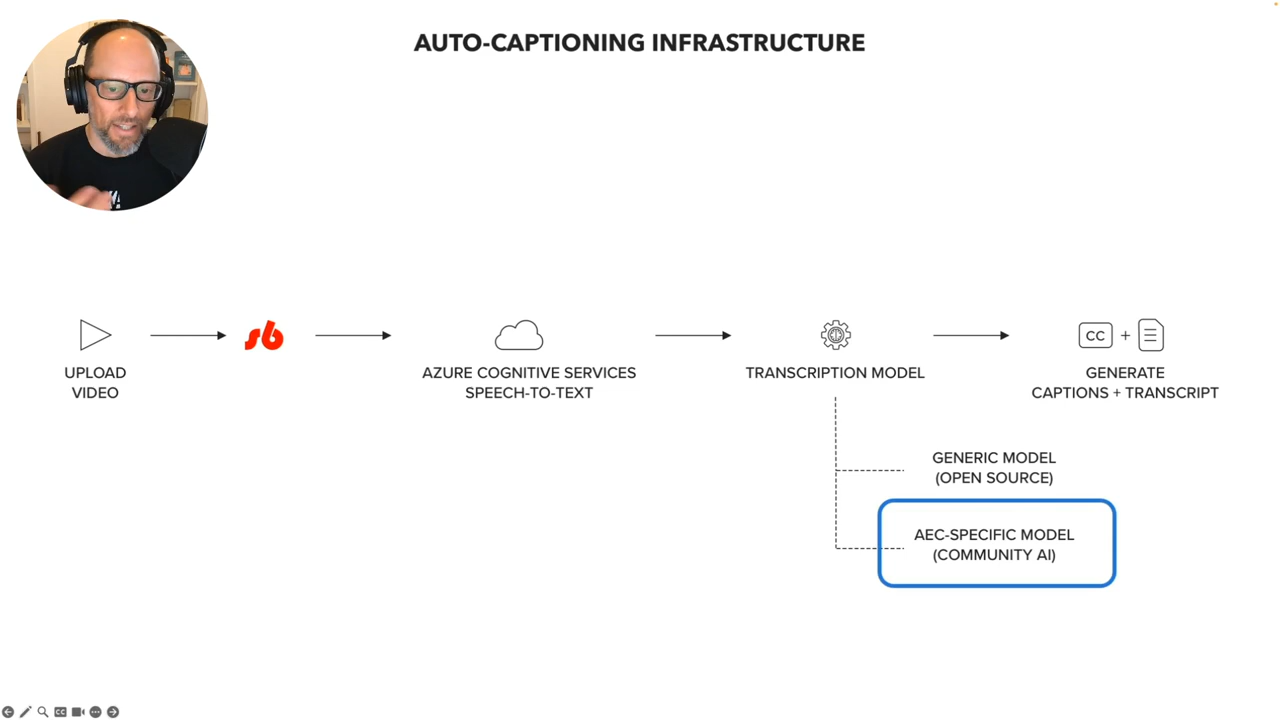 AUTO-CAPTIONING INFRASTRUCTURE
sb
CC
+
UPLOAD
VIDEO
AZURE COGNITIVE SERVICES
SPEECH-TO-TEXT
TRANSCRIPTION MODEL
GENERATE
CAPTIONS + TRANSCRIPT
GENERIC MODEL
(OPEN SOURCE)
AEC-SPECIFIC MODEL
(COMMUNITY AI)